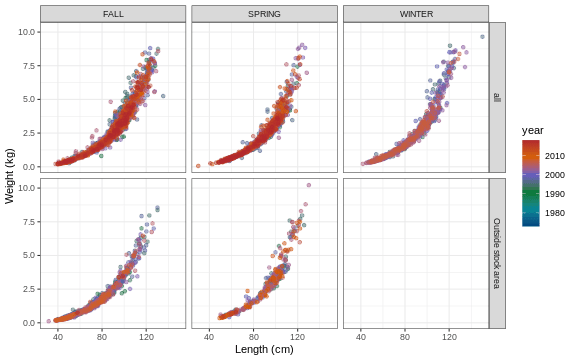 FALL SPRING WINTER
10.0
7.5
5.0
2.5
0.0
all
10.0
7.5
5.0
2.5
0.0
Outside stock area
Weight (kg)
40 80 120 40 80 120 40 80 120
Length (cm)
year
2010
2000
1990
1980